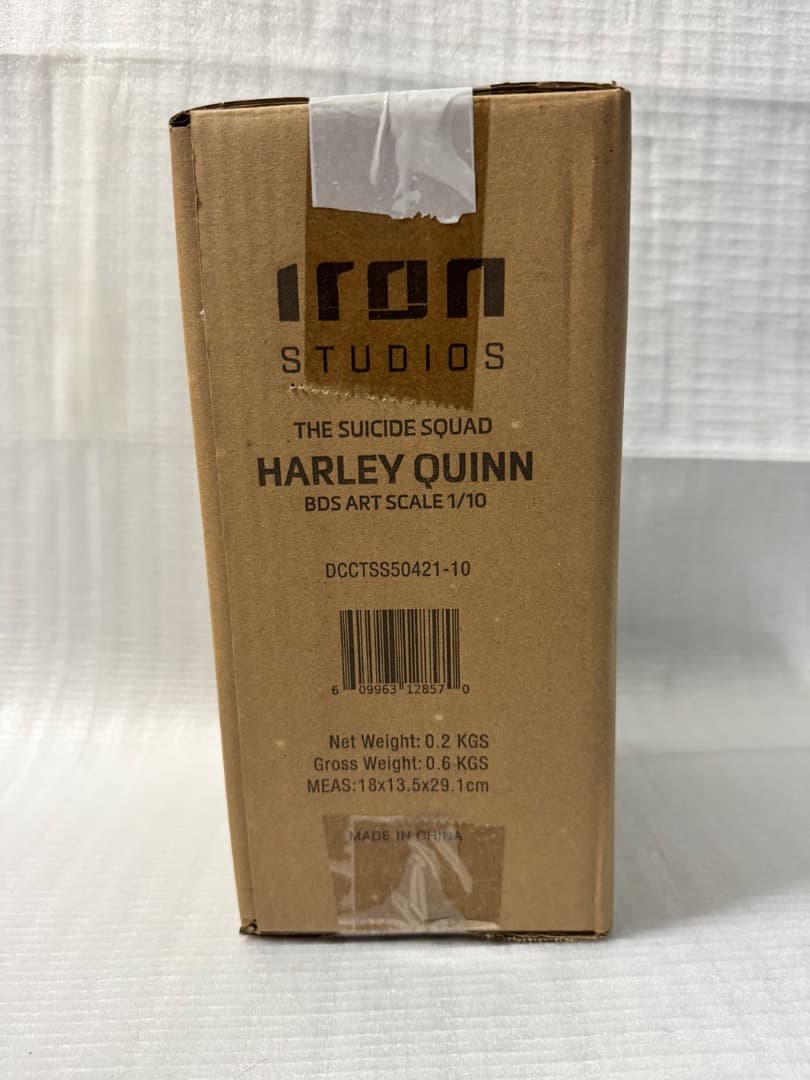 iron
STUDIOS
THE SUICIDE SQUAD
HARLEY QUINN
BDS ART SCALE 1/10
DCCTSS50421-10
6 09963 12857 0
Net Weight: 0.2 KGS
Gross Weight: 0.6 KGS
MEAS:18x13.5x29.1cm
MADE IN CHINA